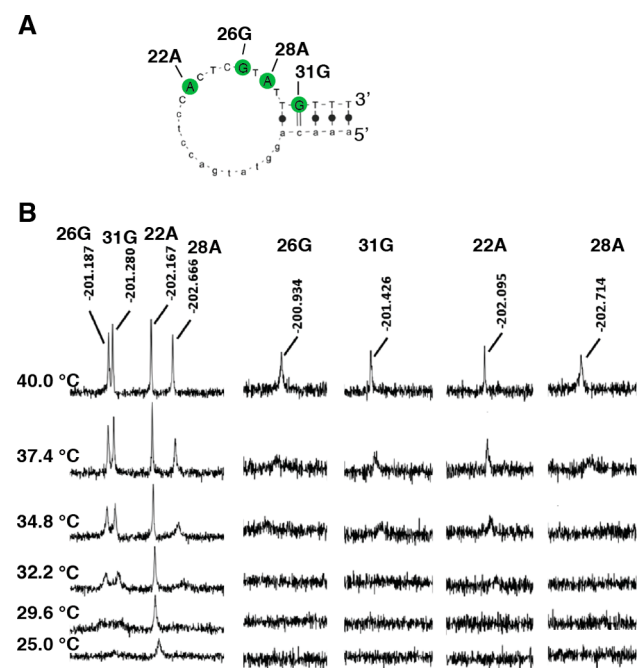 A
26G
22A
28A
31G
A C T C G T A T T G T T T 3'
c c t c c a g a t a t g g a c a a a 5'
B
26G 31G 22A 28A
-201.187 -201.280 -202.167 -202.666
26G 31G 22A 28A
-200.934 -201.426 -202.095 -202.714
40.0 °C
37.4 °C
34.8 °C
32.2 °C
29.6 °C
25.0 °C